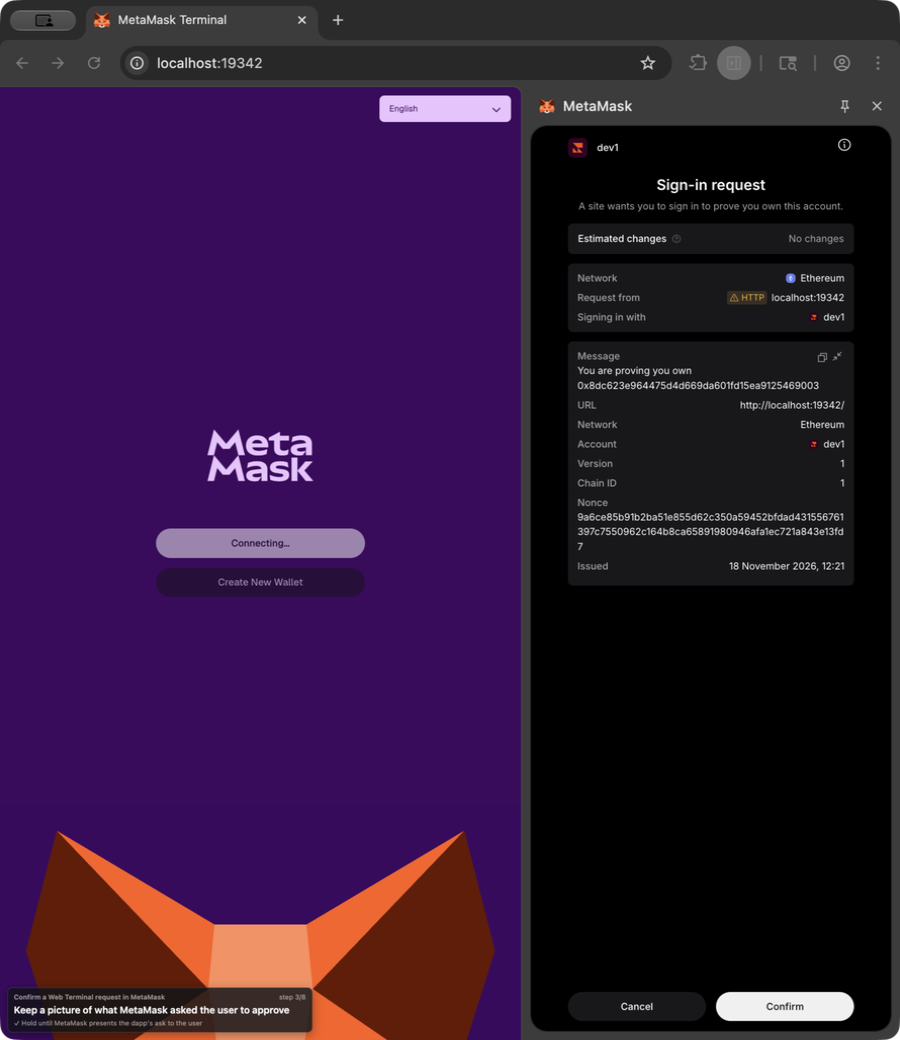 MetaMask Terminal
localhost:19342
English
Meta
Mask
Connecting...
Create New Wallet
Confirm a Web Terminal request in MetaMask
step 3/8
Keep a picture of what MetaMask asked the user to approve
✓ Hold until MetaMask presents the dapp's ask to the user
MetaMask
dev1
Sign-in request
A site wants you to sign in to prove you own this account.
Estimated changes
No changes
Network
Ethereum
Request from
HTTP localhost:19342
Signing in with
dev1
Message
You are proving you own
0x8dc623e964475d4d669da601fd15ea9125469003
URL
http://localhost:19342/
Network
Ethereum
Account
dev1
Version
1
Chain ID
1
Nonce
9a6ce85b91b2ba51e855d62c350a59452bfdad431556761
397c7550962c164b8ca65891980946afa1ec721a843e13fd
7
Issued
18 November 2026, 12:21
Cancel
Confirm